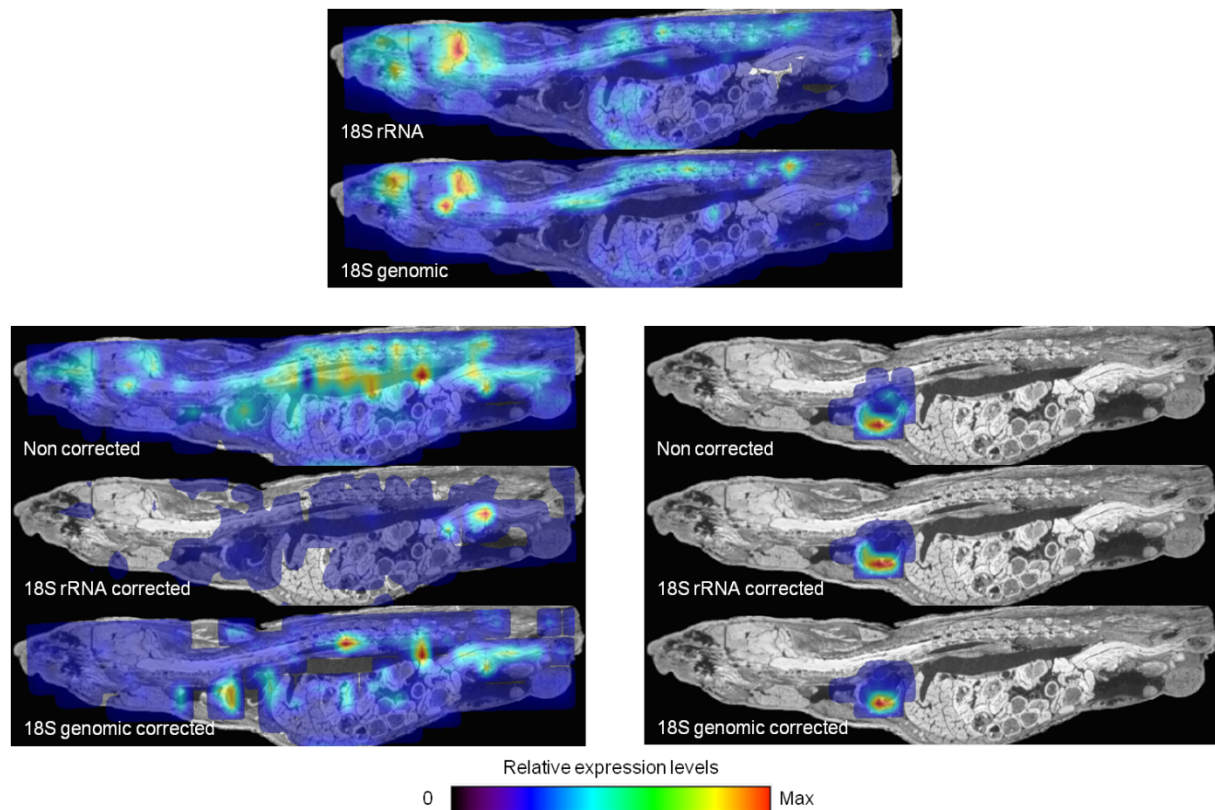 18S rRNA
18S genomic
Non corrected
18S rRNA corrected
18S genomic corrected
Non corrected
18S rRNA corrected
18S genomic corrected
Relative expression levels
0 Max